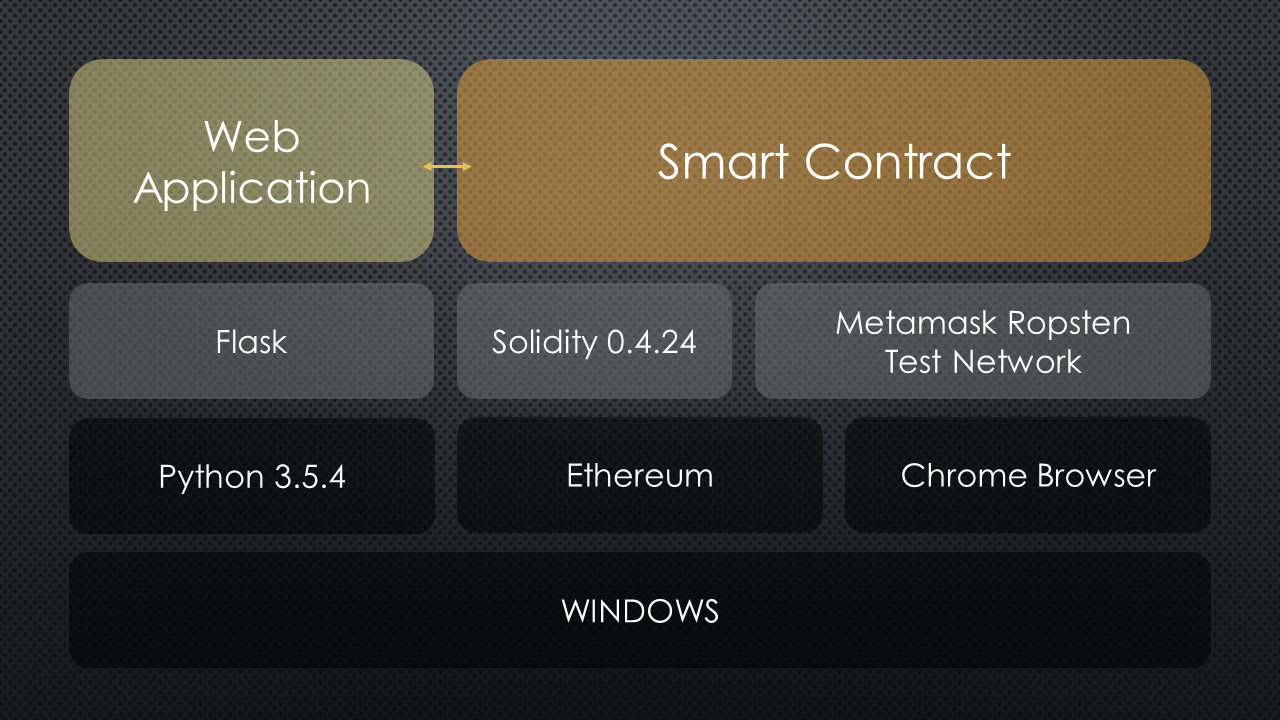 Web
Application
Smart Contract
Flask
Solidity 0.4.24
Metamask Ropsten
Test Network
Python 3.5.4
Ethereum
Chrome Browser
WINDOWS